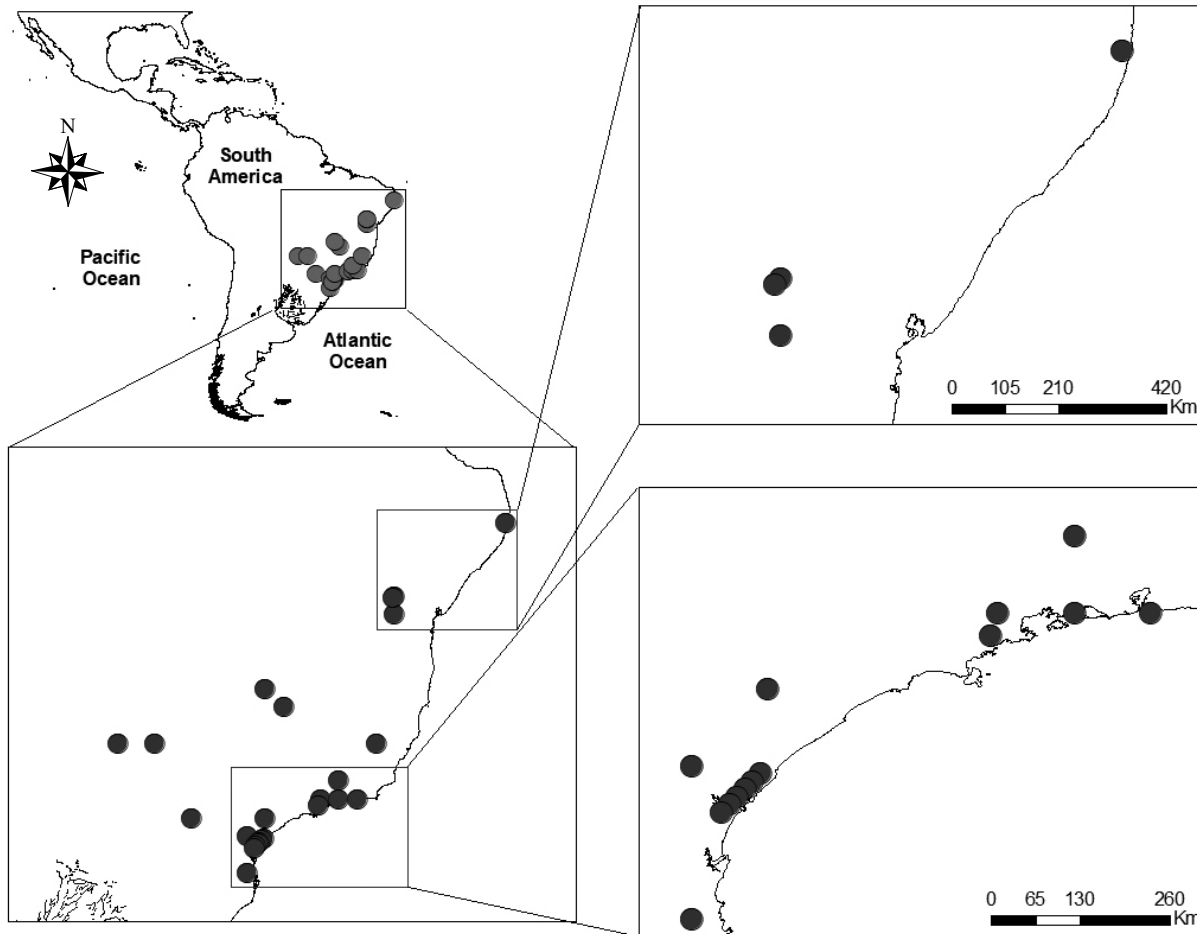 N
South
America
Pacific
Ocean
Atlantic
Ocean
0 105 210 420
Km
0 65 130 260
Km